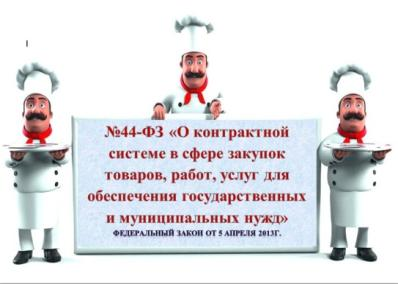 №44-ФЗ «О контрактной
системе в сфере закупок
товаров, работ, услуг для
обеспечения государственных
и муниципальных нужд»
ФЕДЕРАЛЬНЫЙ ЗАКОН ОТ 5 АПРЕЛЯ 2013Г.